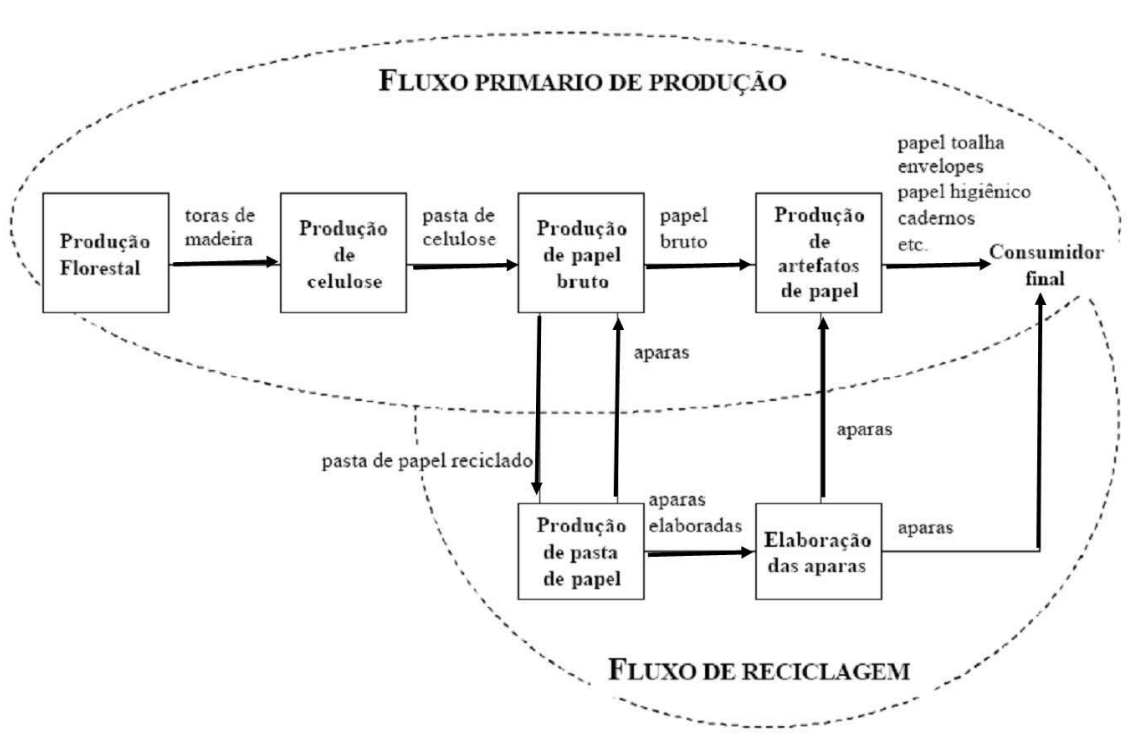 FLUXO PRIMARIO DE PRODUÇÃO
Produção
Florestal
toras de
madeira
Produção
de
celulose
pasta de
celulose
Produção
de papel
bruto
papel
bruto
Produção
de
artefatos
de papel
papel toalha
envelopes
papel higiênico
cadernos
etc.
Consumidor
final
aparas
aparas
pasta de papel reciclado
Produção
de pasta
de papel
aparas
elaboradas
Elaboração
das aparas
aparas
FLUXO DE RECICLAGEM